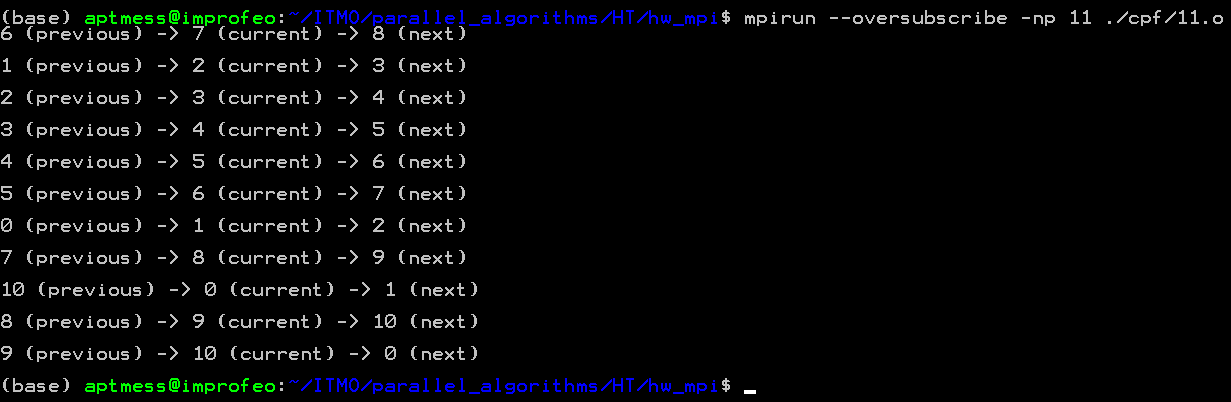 (base) aptmess@improfeo:~/ITMO/parallel_algorithms/HT/hw_mpi$ mpirun --oversubscribe -np 11 ./cpf/11.o
6 (previous) -> 7 (current) -> 8 (next)
1 (previous) -> 2 (current) -> 3 (next)
2 (previous) -> 3 (current) -> 4 (next)
3 (previous) -> 4 (current) -> 5 (next)
4 (previous) -> 5 (current) -> 6 (next)
5 (previous) -> 6 (current) -> 7 (next)
0 (previous) -> 1 (current) -> 2 (next)
7 (previous) -> 8 (current) -> 9 (next)
10 (previous) -> 0 (current) -> 1 (next)
8 (previous) -> 9 (current) -> 10 (next)
9 (previous) -> 10 (current) -> 0 (next)
(base) aptmess@improfeo:~/ITMO/parallel_algorithms/HT/hw_mpi$